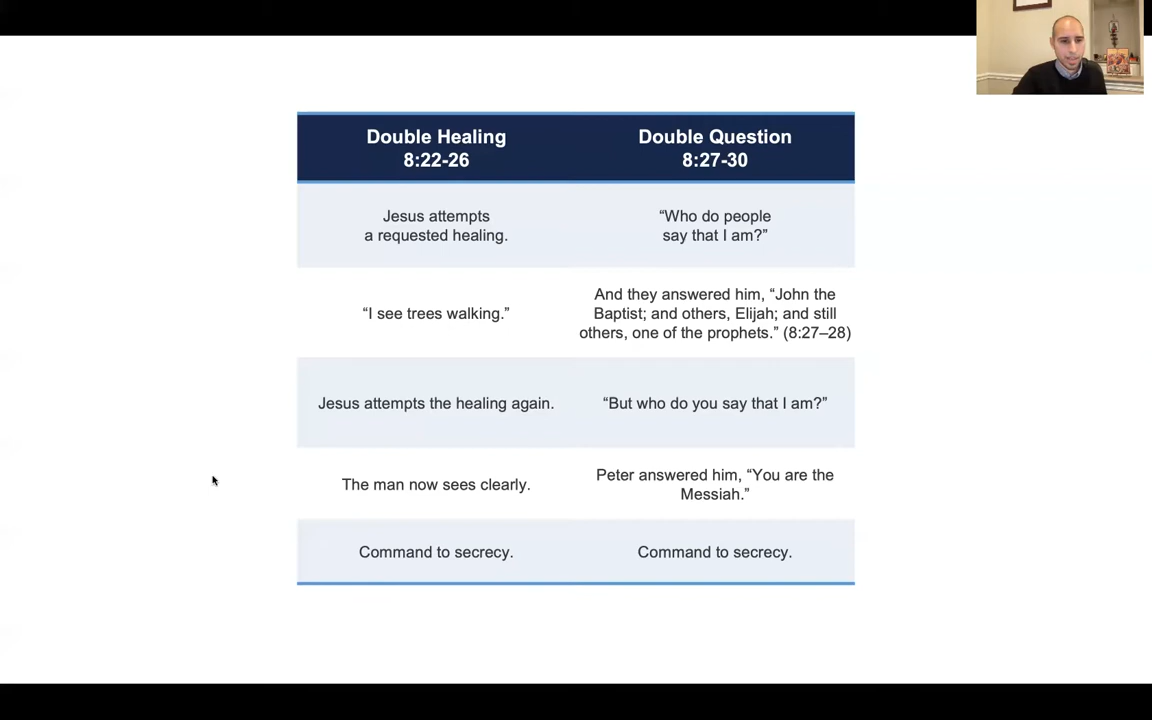 Double Healing
8:22-26
Double Question
8:27-30
Jesus attempts
a requested healing.
“Who do people
say that I am?”
“I see trees walking.”
And they answered him, “John the
Baptist; and others, Elijah; and still
others, one of the prophets.” (8:27–28)
Jesus attempts the healing again.
“But who do you say that I am?”
The man now sees clearly.
Peter answered him, “You are the
Messiah.”
Command to secrecy.
Command to secrecy.